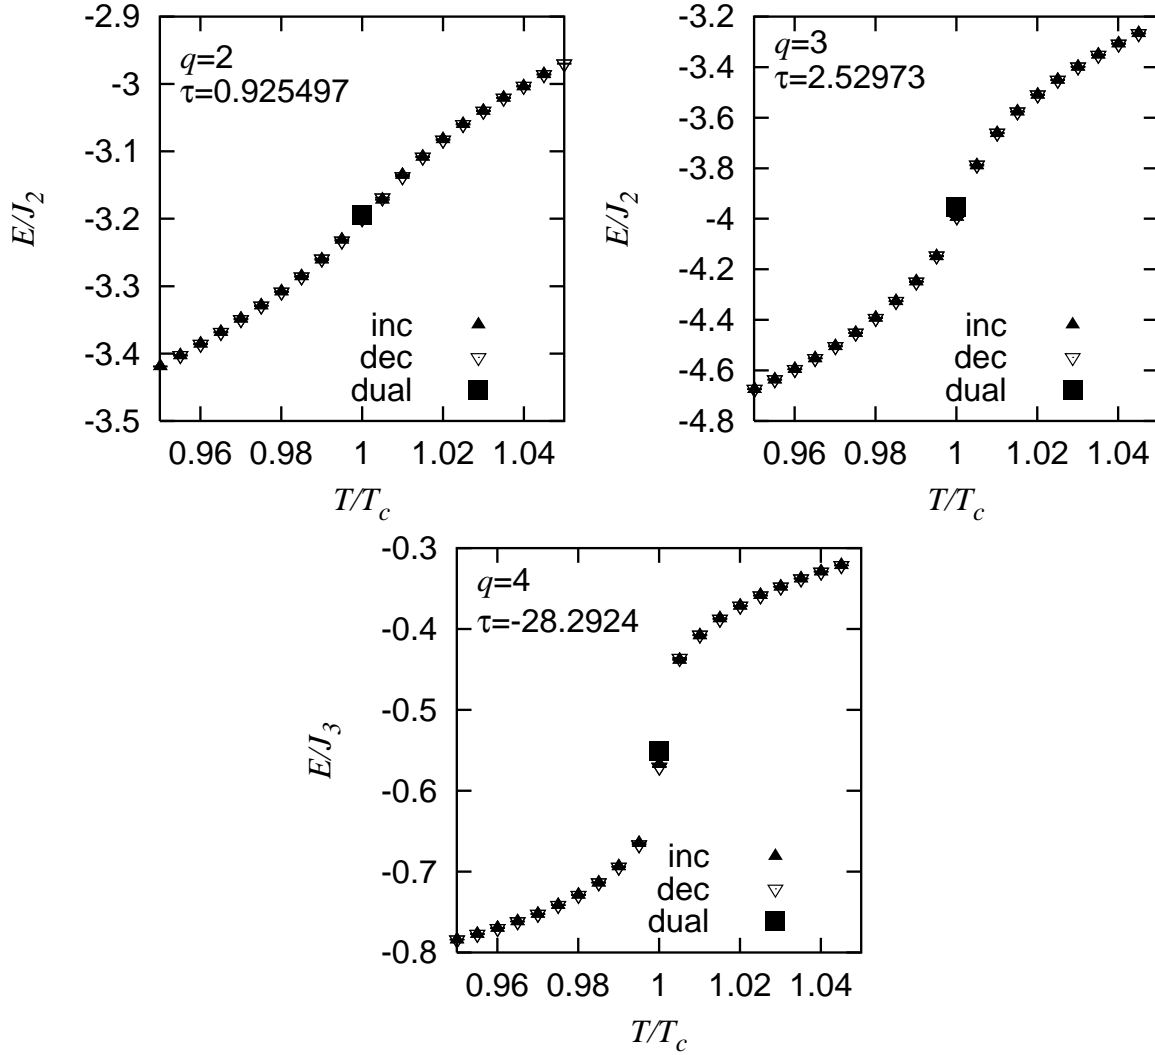 -2.9
-3
-3.1
-3.2
-3.3
-3.4
-3.5
E/J2
q=2
τ=0.925497
inc
dec
dual
0.96 0.98 1 1.02 1.04
T/Tc
-3.2
-3.4
-3.6
-3.8
-4
-4.2
-4.4
-4.6
-4.8
E/J2
q=3
τ=2.52973
inc
dec
dual
0.96 0.98 1 1.02 1.04
T/Tc
-0.3
-0.4
-0.5
-0.6
-0.7
-0.8
E/J3
q=4
τ=-28.2924
inc
dec
dual
0.96 0.98 1 1.02 1.04
T/Tc